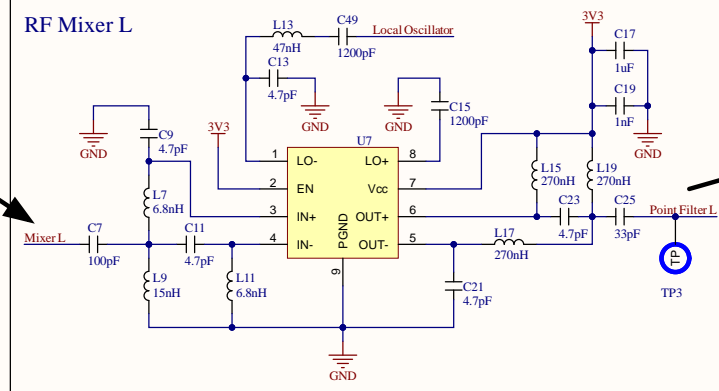 RF Mixer L
L13
47nH
C49
1200pF
Local Oscillator
3V3
C17
1uF
C13
4.7pF
GND
GND
C15
1200pF
C19
1nF
GND
GND
C9
4.7pF
3V3
U7
1 LO- LO+ 8
2 EN Vcc 7
3 IN+ OUT+ 6
4 IN- OUT- 5
PGND
9
L15
270nH
L19
270nH
L7
6.8nH
C23
4.7pF
C25
33pF
Point Filter L
Mixer L
C7
100pF
C11
4.7pF
L17
270nH
L9
15nH
L11
6.8nH
C21
4.7pF
TP
TP3
GND